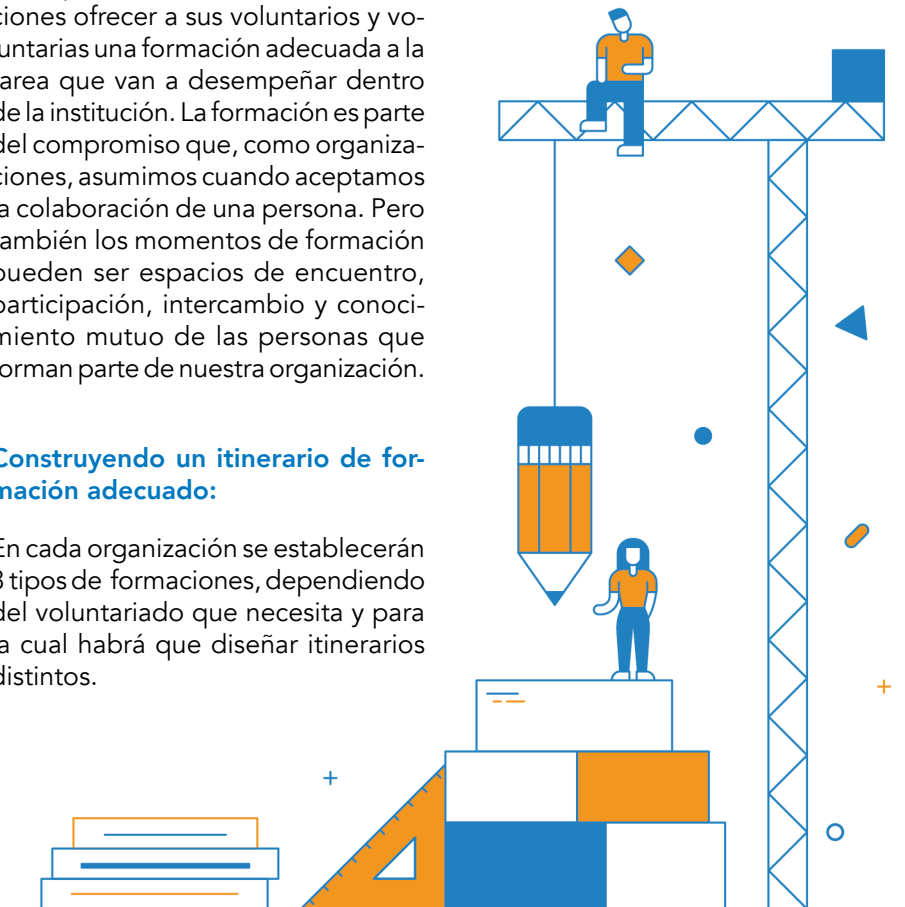 ciones ofrecer a sus voluntarios y vo-
untarias una formación adecuada a la
area que van a desempeñar dentro
de la institución. La formación es parte
del compromiso que, como organiza-
ciones, asumimos cuando aceptamos
a colaboración de una persona. Pero
también los momentos de formación
pueden ser espacios de encuentro,
participación, intercambio y conoci-
miento mutuo de las personas que
forman parte de nuestra organización.
Construyendo un itinerario de for-
mación adecuado:
En cada organización se establecerán
3 tipos de formaciones, dependiendo
del voluntariado que necesita y para
a cual habrá que diseñar itinerarios
distintos.